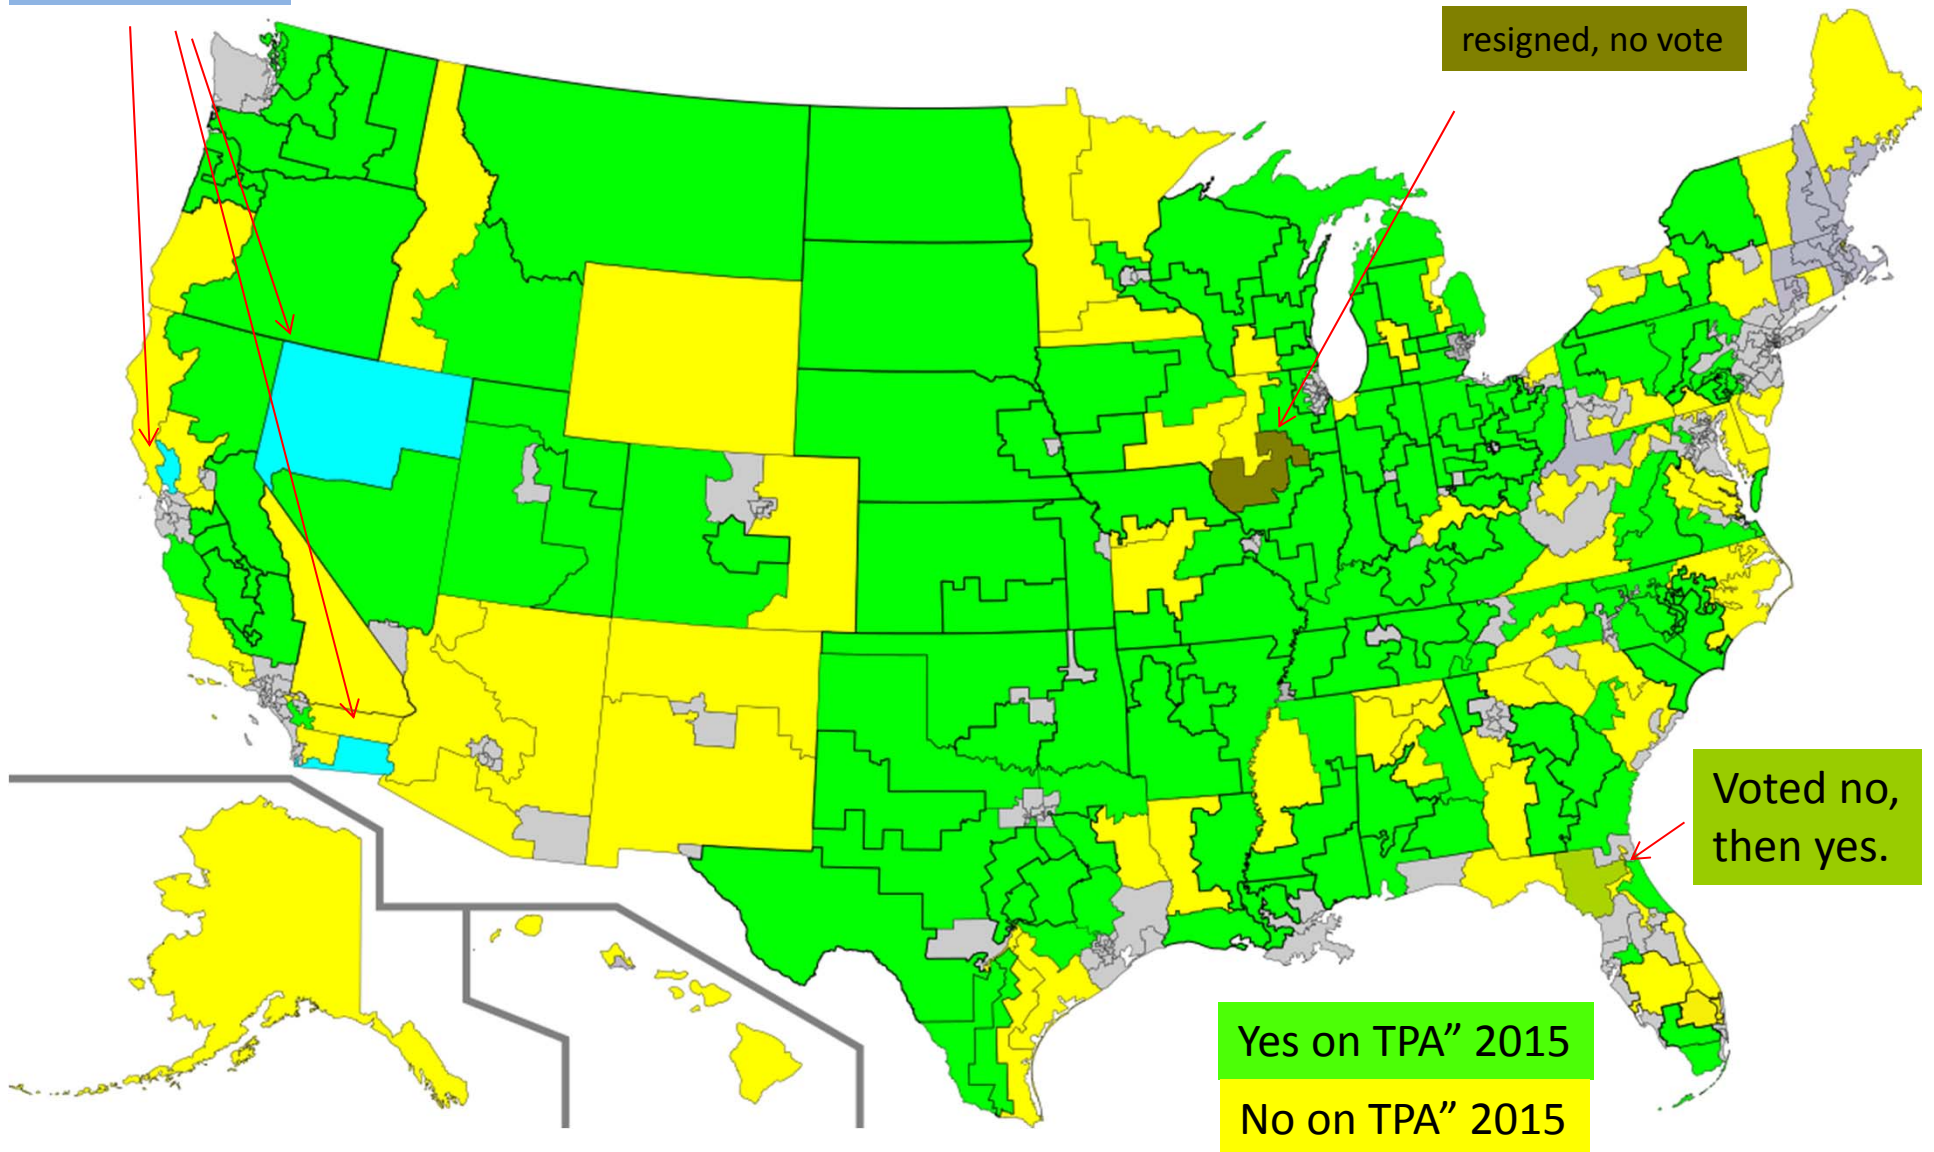 resigned, no vote
Voted no,
then yes.
Yes on TPA” 2015
No on TPA” 2015